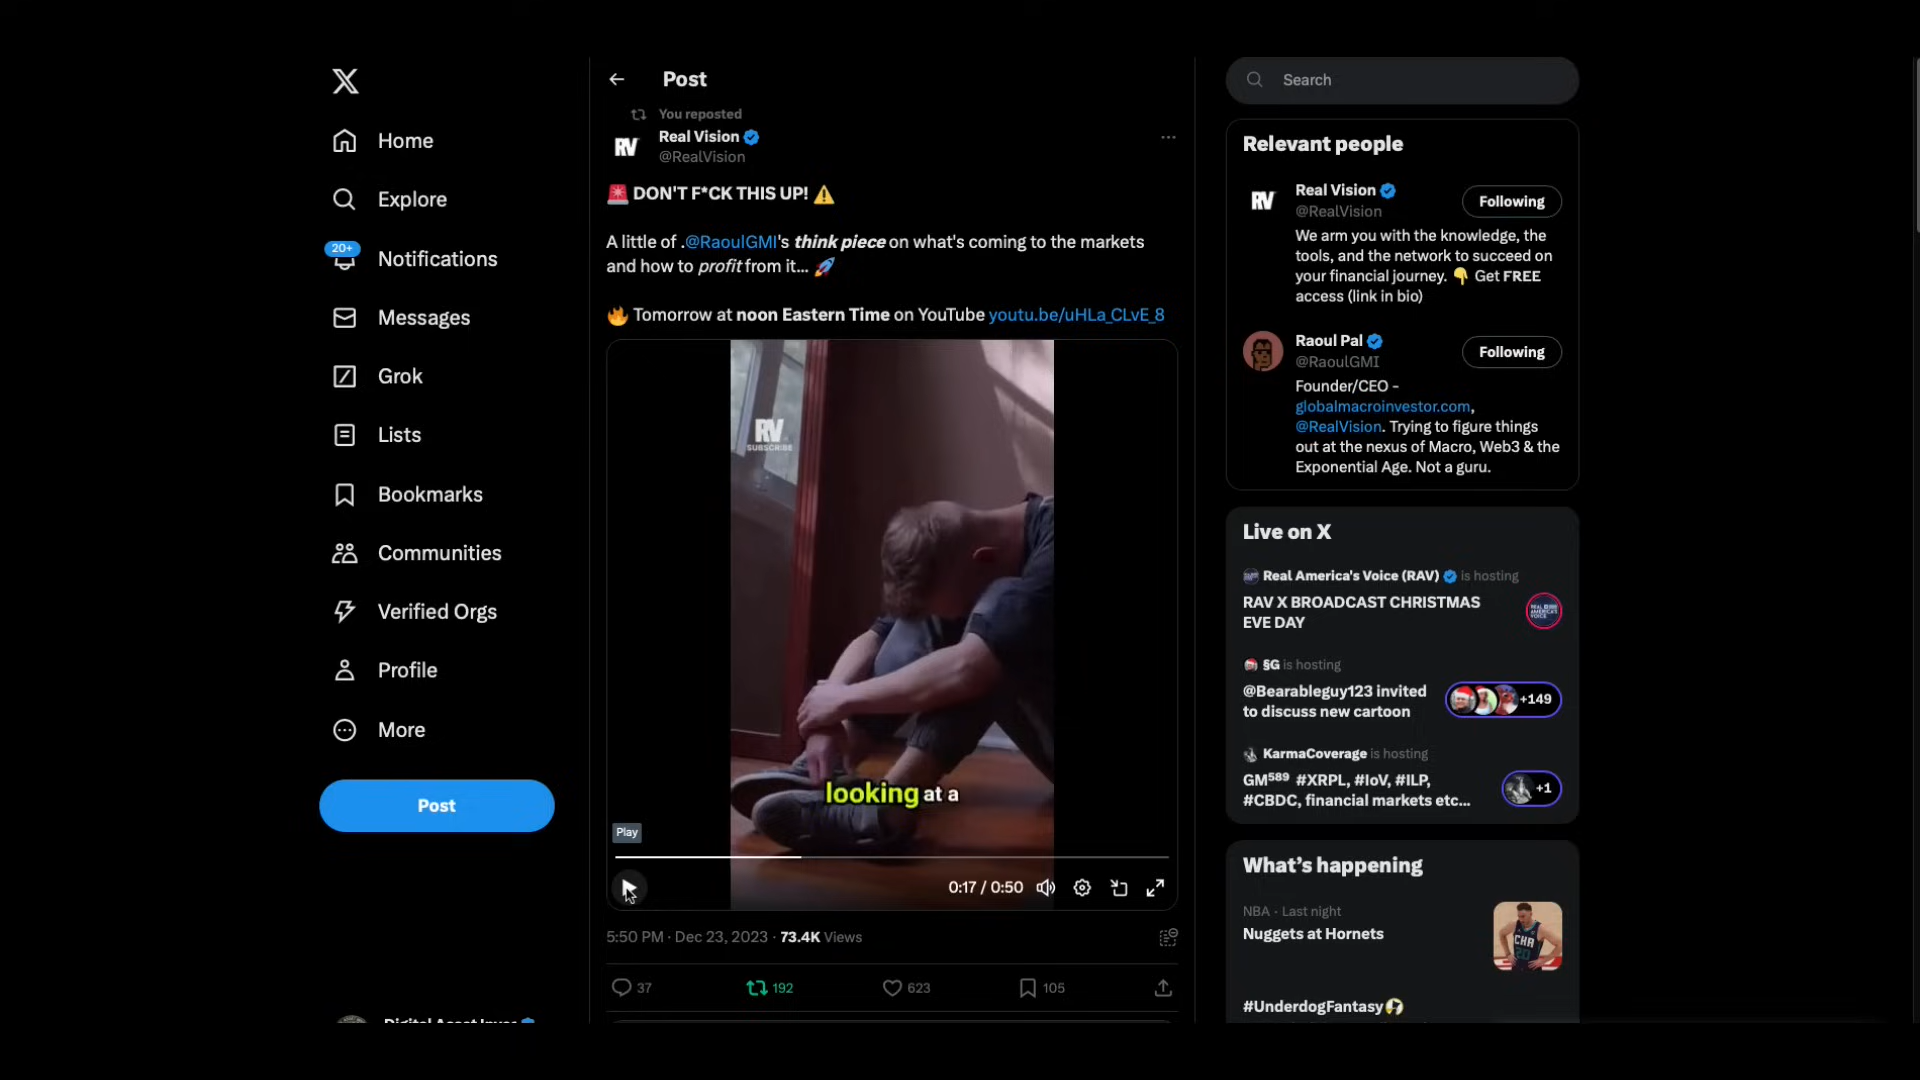 Home
Explore
20+
Notifications
Messages
Grok
Lists
Bookmarks
Communities
Verified Orgs
Profile
More
Post
Post
You reposted
RV
Real Vision
@RealVision
DON'T F*CK THIS UP!
A little of .@RaoulGMI's think piece on what's coming to the markets
and how to profit from it...
Tomorrow at noon Eastern Time on YouTube youtu.be/uHLa_CLvE_8
RV
SUBSCRIBE
looking at a
Play
0:17 / 0:50
5:50 PM · Dec 23, 2023 · 73.4K Views
37
192
623
105
Search
Relevant people
RV
Real Vision
@RealVision
Following
We arm you with the knowledge, the
tools, and the network to succeed on
your financial journey. Get FREE
access (link in bio)
Raoul Pal
@RaoulGMI
Following
Founder/CEO -
globalmacroinvestor.com,
@RealVision. Trying to figure things
out at the nexus of Macro, Web3 & the
Exponential Age. Not a guru.
Live on X
Real America's Voice (RAV) is hosting
RAV X BROADCAST CHRISTMAS
EVE DAY
§G is hosting
@Bearableguy123 invited
to discuss new cartoon
+149
KarmaCoverage is hosting
GM⁵⁸⁹ #XRPL, #IoV, #ILP,
#CBDC, financial markets etc...
+1
What's happening
NBA · Last night
Nuggets at Hornets
CHA
#UnderdogFantasy